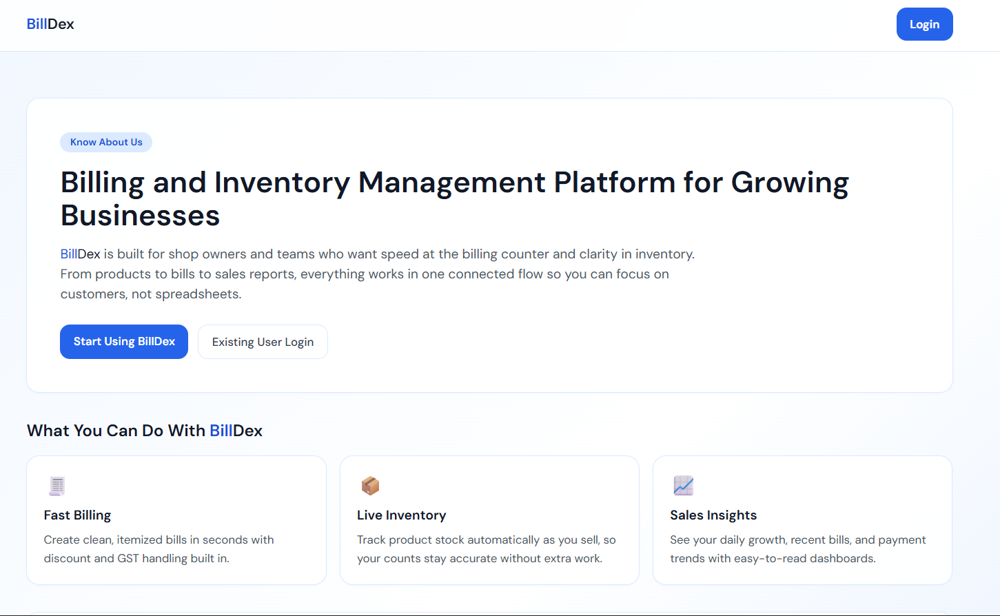 BillDex
Login
Know About Us
Billing and Inventory Management Platform for Growing
Businesses
BillDex is built for shop owners and teams who want speed at the billing counter and clarity in inventory.
From products to bills to sales reports, everything works in one connected flow so you can focus on
customers, not spreadsheets.
Start Using BillDex
Existing User Login
What You Can Do With BillDex
Fast Billing
Create clean, itemized bills in seconds with
discount and GST handling built in.
Live Inventory
Track product stock automatically as you sell, so
your counts stay accurate without extra work.
Sales Insights
See your daily growth, recent bills, and payment
trends with easy-to-read dashboards.